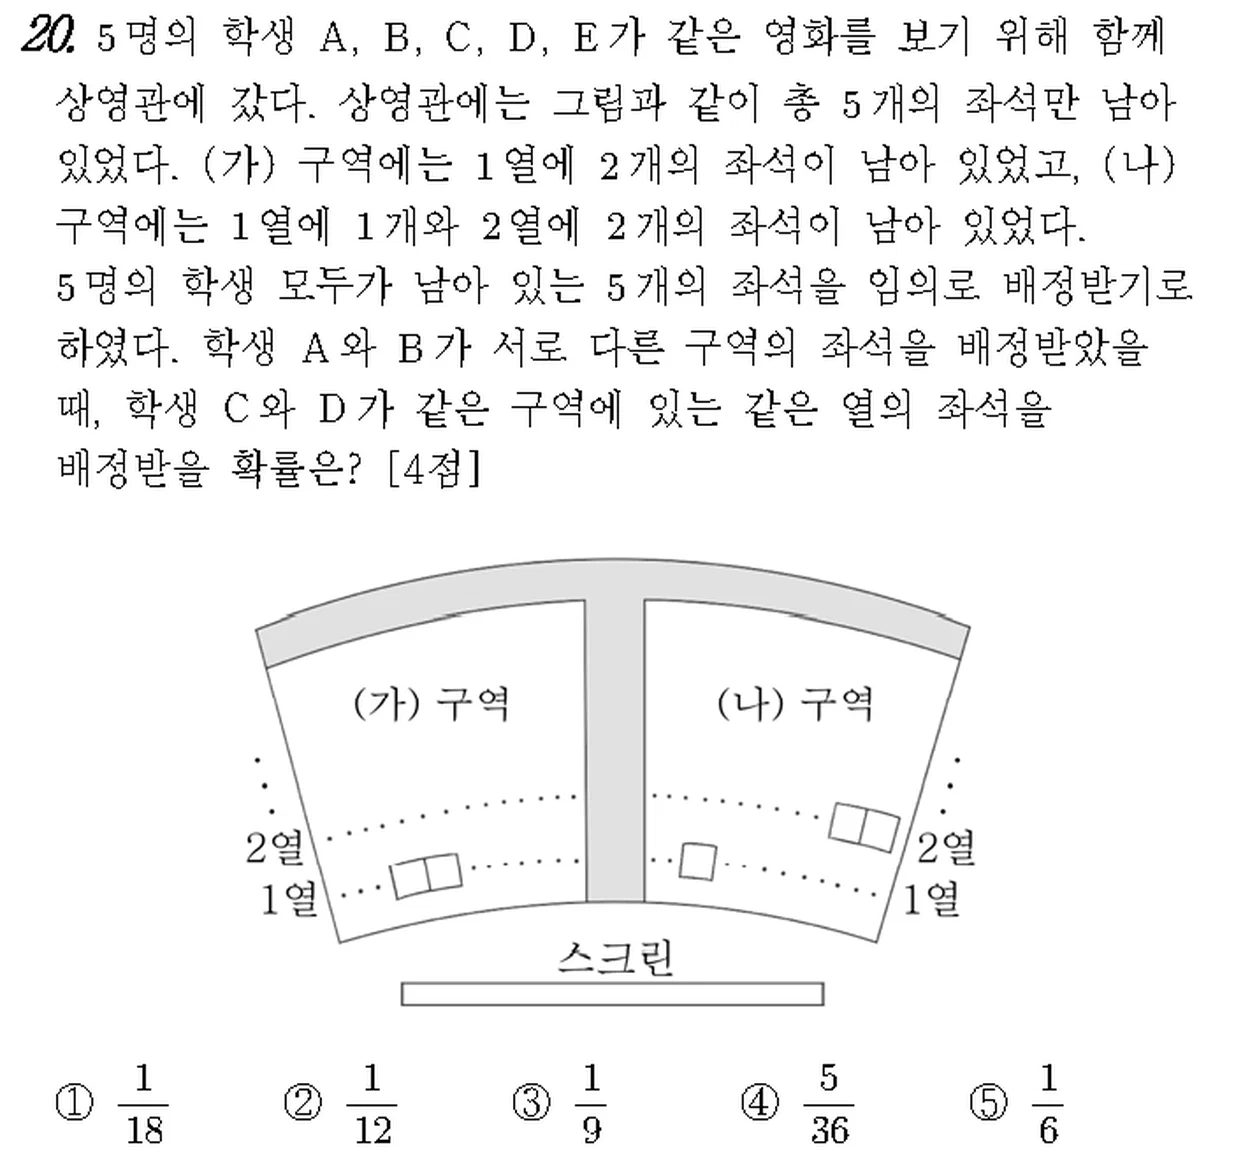 20. 5명의 학생 A, B, C, D, E가 같은 영화를 보기 위해 함께
상영관에 갔다. 상영관에는 그림과 같이 총 5개의 좌석만 남아
있었다. (가) 구역에는 1열에 2개의 좌석이 남아 있었고, (나)
구역에는 1열에 1개와 2열에 2개의 좌석이 남아 있었다.
5명의 학생 모두가 남아 있는 5개의 좌석을 임의로 배정받기로
하였다. 학생 A와 B가 서로 다른 구역의 좌석을 배정받았을
때, 학생 C와 D가 같은 구역에 있는 같은 열의 좌석을
배정받을 확률은? [4점]
(가) 구역 (나) 구역
2열 2열
1열 1열
스크린
① 1/18 ② 1/12 ③ 1/9 ④ 5/36 ⑤ 1/6